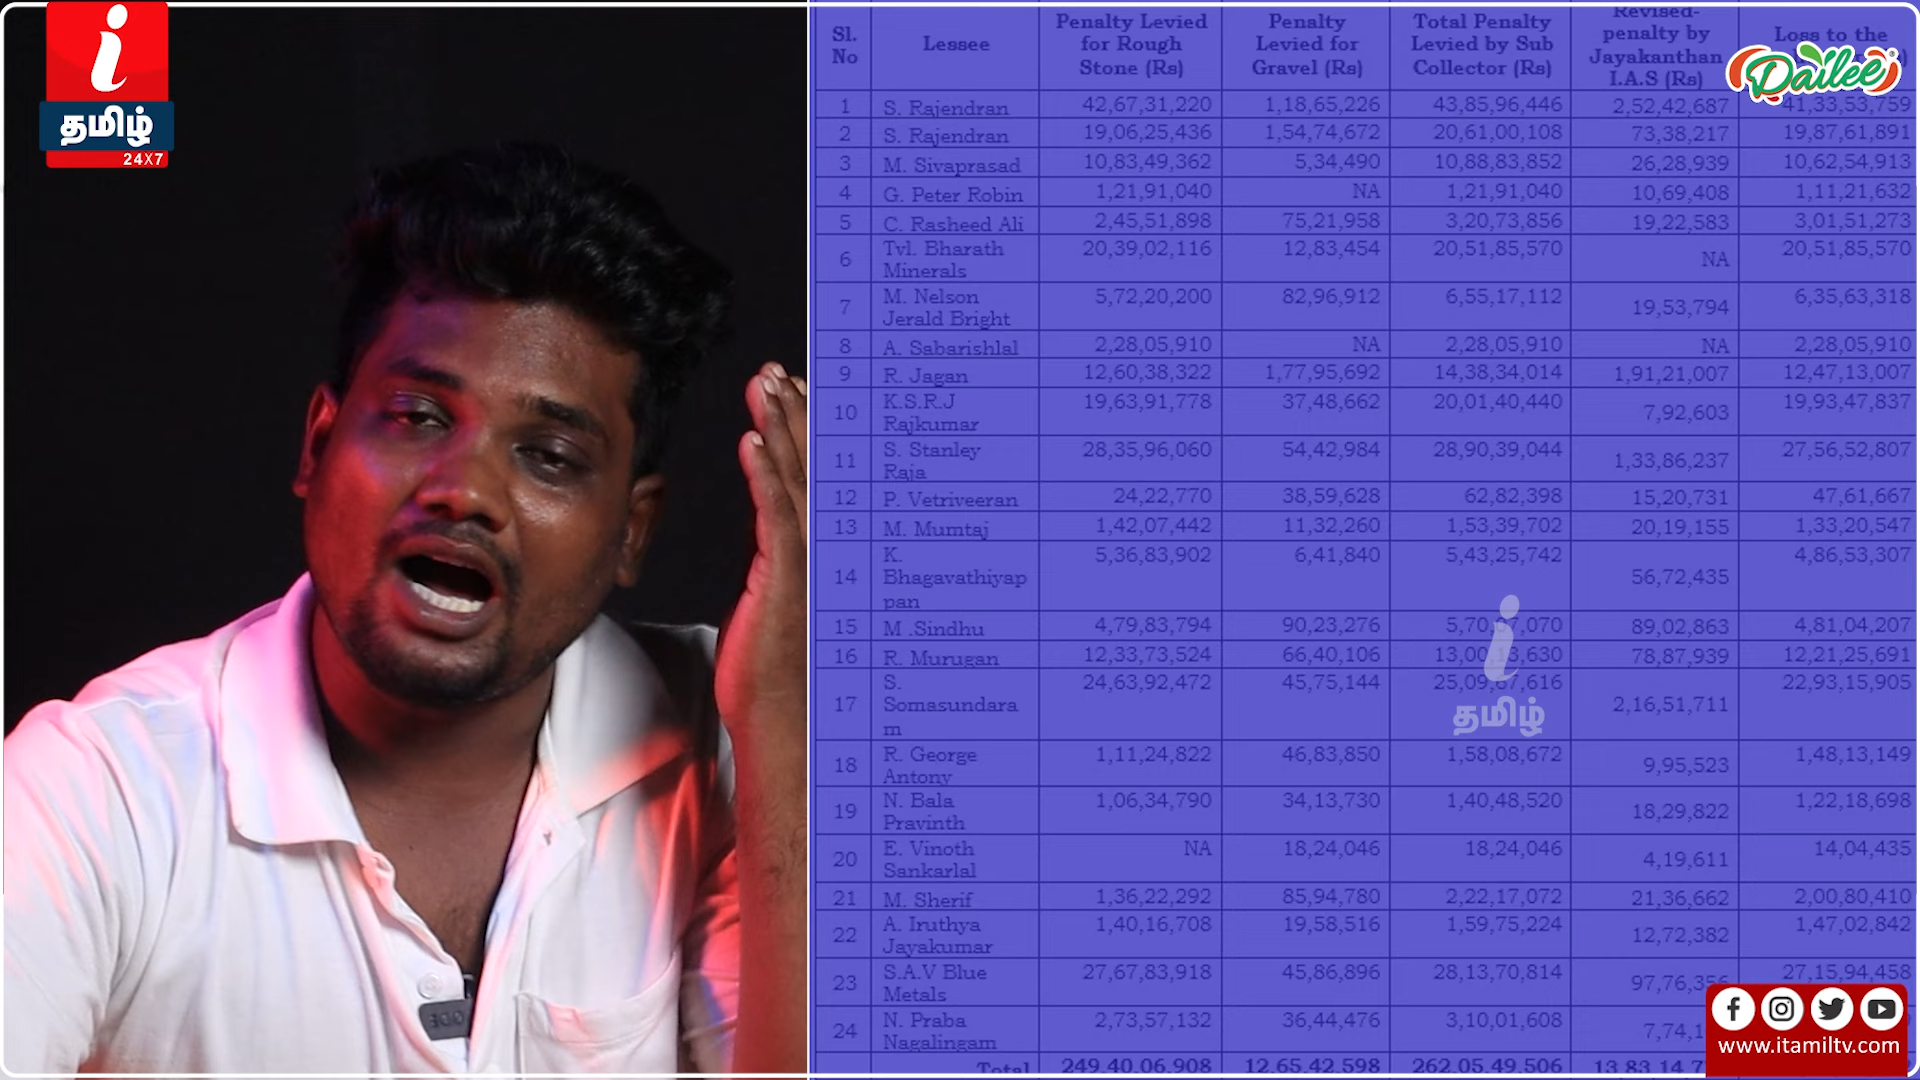 i
தமிழ்
24X7
Dailee
Sl. No | Lessee | Penalty Levied for Rough Stone (Rs) | Penalty Levied for Gravel (Rs) | Total Penalty Levied by Sub Collector (Rs) | Revised-penalty by Jayakanthan I.A.S (Rs) | Loss to the
1 | S. Rajendran | 42,67,31,220 | 1,18,65,226 | 43,85,96,446 | 2,52,42,687 | 41,33,53,759
2 | S. Rajendran | 19,06,25,436 | 1,54,74,672 | 20,61,00,108 | 73,38,217 | 19,87,61,891
3 | M. Sivaprasad | 10,83,49,362 | 5,34,490 | 10,88,83,852 | 26,28,939 | 10,62,54,913
4 | G. Peter Robin | 1,21,91,040 | NA | 1,21,91,040 | 10,69,408 | 1,11,21,632
5 | C. Rasheed Ali | 2,45,51,898 | 75,21,958 | 3,20,73,856 | 19,22,583 | 3,01,51,273
6 | Tvl. Bharath Minerals | 20,39,02,116 | 12,83,454 | 20,51,85,570 | NA | 20,51,85,570
7 | M. Nelson Jerald Bright | 5,72,20,200 | 82,96,912 | 6,55,17,112 | 19,53,794 | 6,35,63,318
8 | A. Sabarishlal | 2,28,05,910 | NA | 2,28,05,910 | NA | 2,28,05,910
9 | R. Jagan | 12,60,38,322 | 1,77,95,692 | 14,38,34,014 | 1,91,21,007 | 12,47,13,007
10 | K.S.R.J Rajkumar | 19,63,91,778 | 37,48,662 | 20,01,40,440 | 7,92,603 | 19,93,47,837
11 | S. Stanley Raja | 28,35,96,060 | 54,42,984 | 28,90,39,044 | 1,33,86,237 | 27,56,52,807
12 | P. Vetriveeran | 24,22,770 | 38,59,628 | 62,82,398 | 15,20,731 | 47,61,667
13 | M. Mumtaj | 1,42,07,442 | 11,32,260 | 1,53,39,702 | 20,19,155 | 1,33,20,547
14 | K. Bhagavathiyappan | 5,36,83,902 | 6,41,840 | 5,43,25,742 | 56,72,435 | 4,86,53,307
15 | M .Sindhu | 4,79,83,794 | 90,23,276 | | 89,02,863 | 4,81,04,207
16 | R. Murugan | 12,33,73,524 | 66,40,106 | 13,00,13,630 | 78,87,939 | 12,21,25,691
17 | S. Somasundaram | 24,63,92,472 | 45,75,144 | 25,09,67,616 | 2,16,51,711 | 22,93,15,905
18 | R. George Antony | 1,11,24,822 | 46,83,850 | 1,58,08,672 | 9,95,523 | 1,48,13,149
19 | N. Bala Pravinth | 1,06,34,790 | 34,13,730 | 1,40,48,520 | 18,29,822 | 1,22,18,698
20 | E. Vinoth Sankarlal | NA | 18,24,046 | 18,24,046 | 4,19,611 | 14,04,435
21 | M. Sherif | 1,36,22,292 | 85,94,780 | 2,22,17,072 | 21,36,662 | 2,00,80,410
22 | A. Iruthya Jayakumar | 1,40,16,708 | 19,58,516 | 1,59,75,224 | 12,72,382 | 1,47,02,842
23 | S.A.V Blue Metals | 27,67,83,918 | 45,86,896 | 28,13,70,814 | 97,76,356 | 27,15,94,458
24 | N. Praba Nagalingam | 2,73,57,132 | 36,44,476 | 3,10,01,608
Total | 249,40,06,908 | 12,65,42,598 | 262,05,49,506
i
தமிழ்
www.itamiltv.com